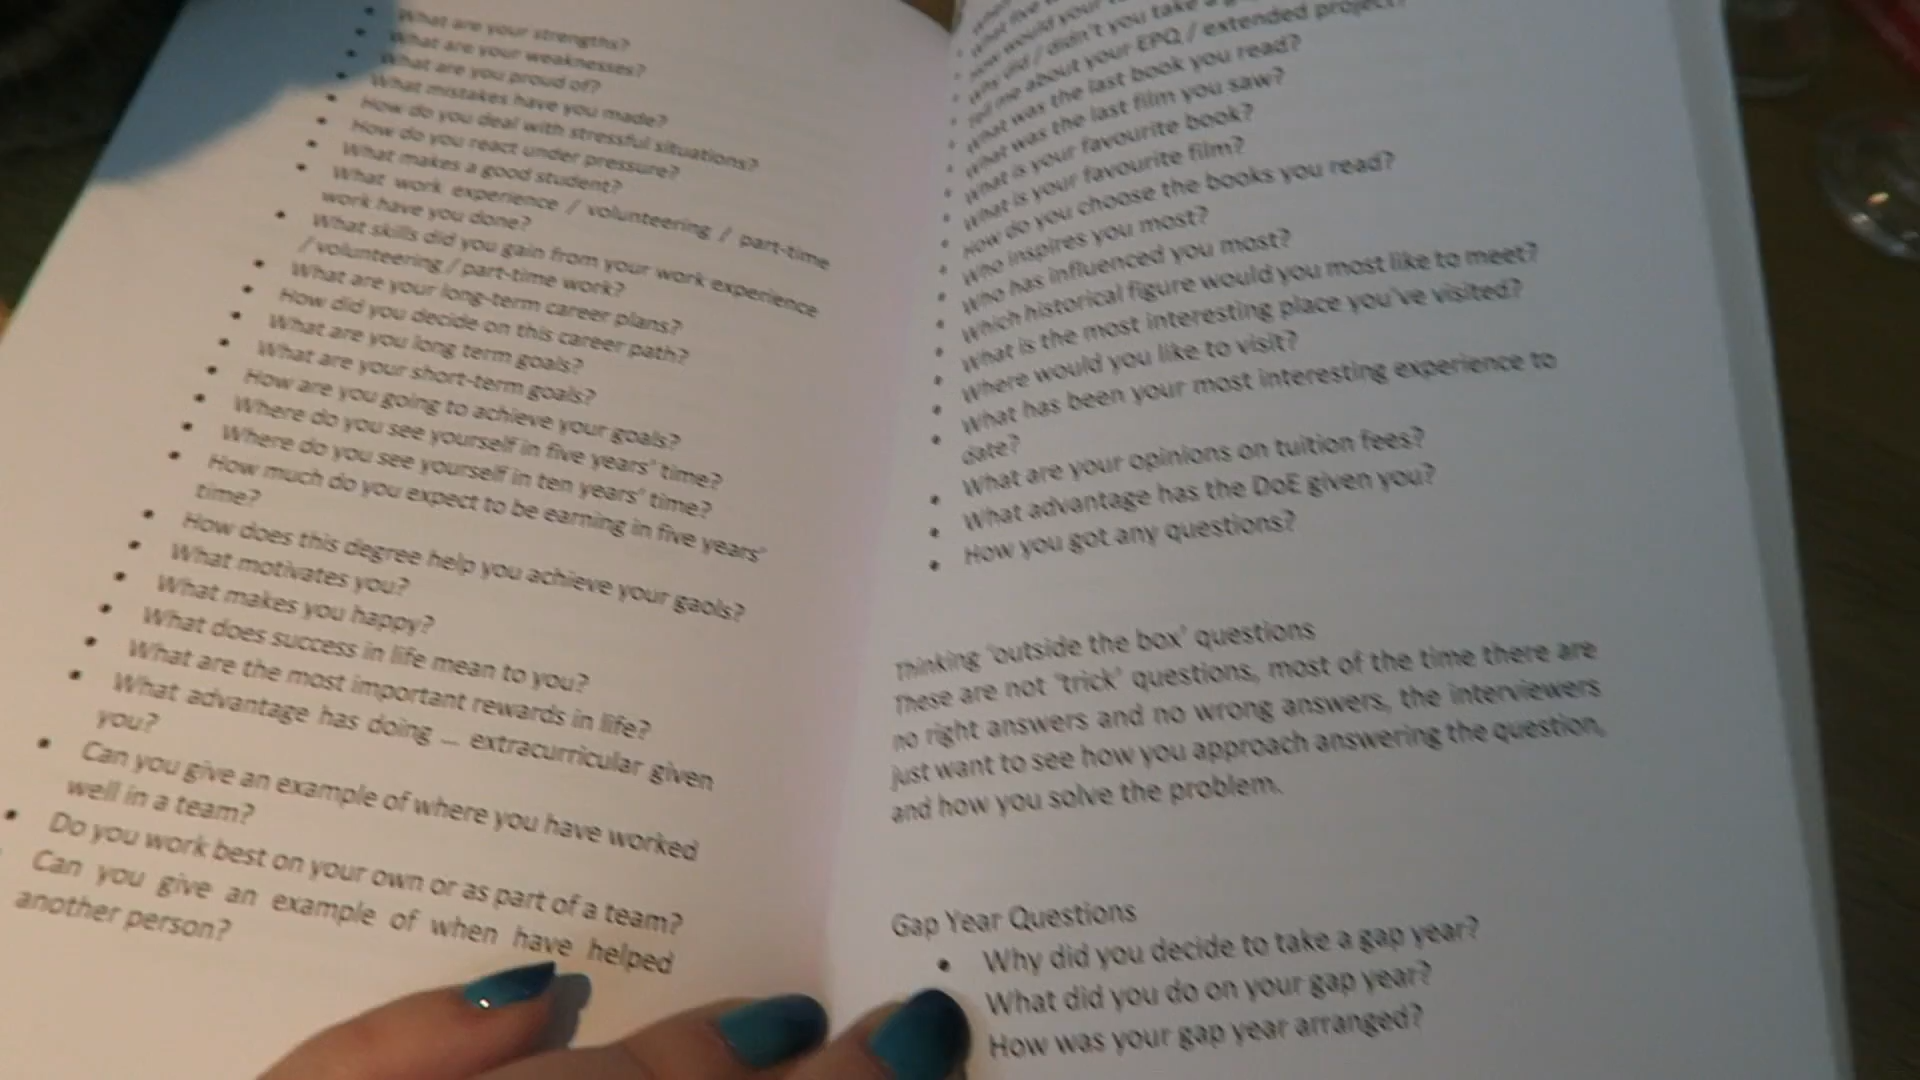 What are your strengths?
What are your weaknesses?
What are you proud of?
What mistakes have you made?
How do you deal with stressful situations?
How do you react under pressure?
What makes a good student?
What work experience / volunteering / part-time
work have you done?
What skills did you gain from your work experience
/ volunteering / part-time work?
What are your long-term career plans?
How did you decide on this career path?
What are you long term goals?
What are your short-term goals?
How are you going to achieve your goals?
Where do you see yourself in five years' time?
Where do you see yourself in ten years' time?
How much do you expect to be earning in five years'
time?
How does this degree help you achieve your gaols?
What motivates you?
What makes you happy?
What does success in life mean to you?
What are the most important rewards in life?
What advantage has doing ... extracurricular given
you?
Can you give an example of where you have worked
well in a team?
Do you work best on your own or as part of a team?
Can you give an example of when have helped
another person?
What five
How would your
Why did / didn't you take a
Tell me about your EPQ / extended project?
What was the last book you read?
What was the last film you saw?
What is your favourite book?
What is your favourite film?
How do you choose the books you read?
Who inspires you most?
Who has influenced you most?
Which historical figure would you most like to meet?
What is the most interesting place you've visited?
Where would you like to visit?
What has been your most interesting experience to
date?
What are your opinions on tuition fees?
What advantage has the DoE given you?
How you got any questions?
Thinking 'outside the box' questions
These are not 'trick' questions, most of the time there are
no right answers and no wrong answers, the interviewers
just want to see how you approach answering the question,
and how you solve the problem.
Gap Year Questions
Why did you decide to take a gap year?
What did you do on your gap year?
How was your gap year arranged?